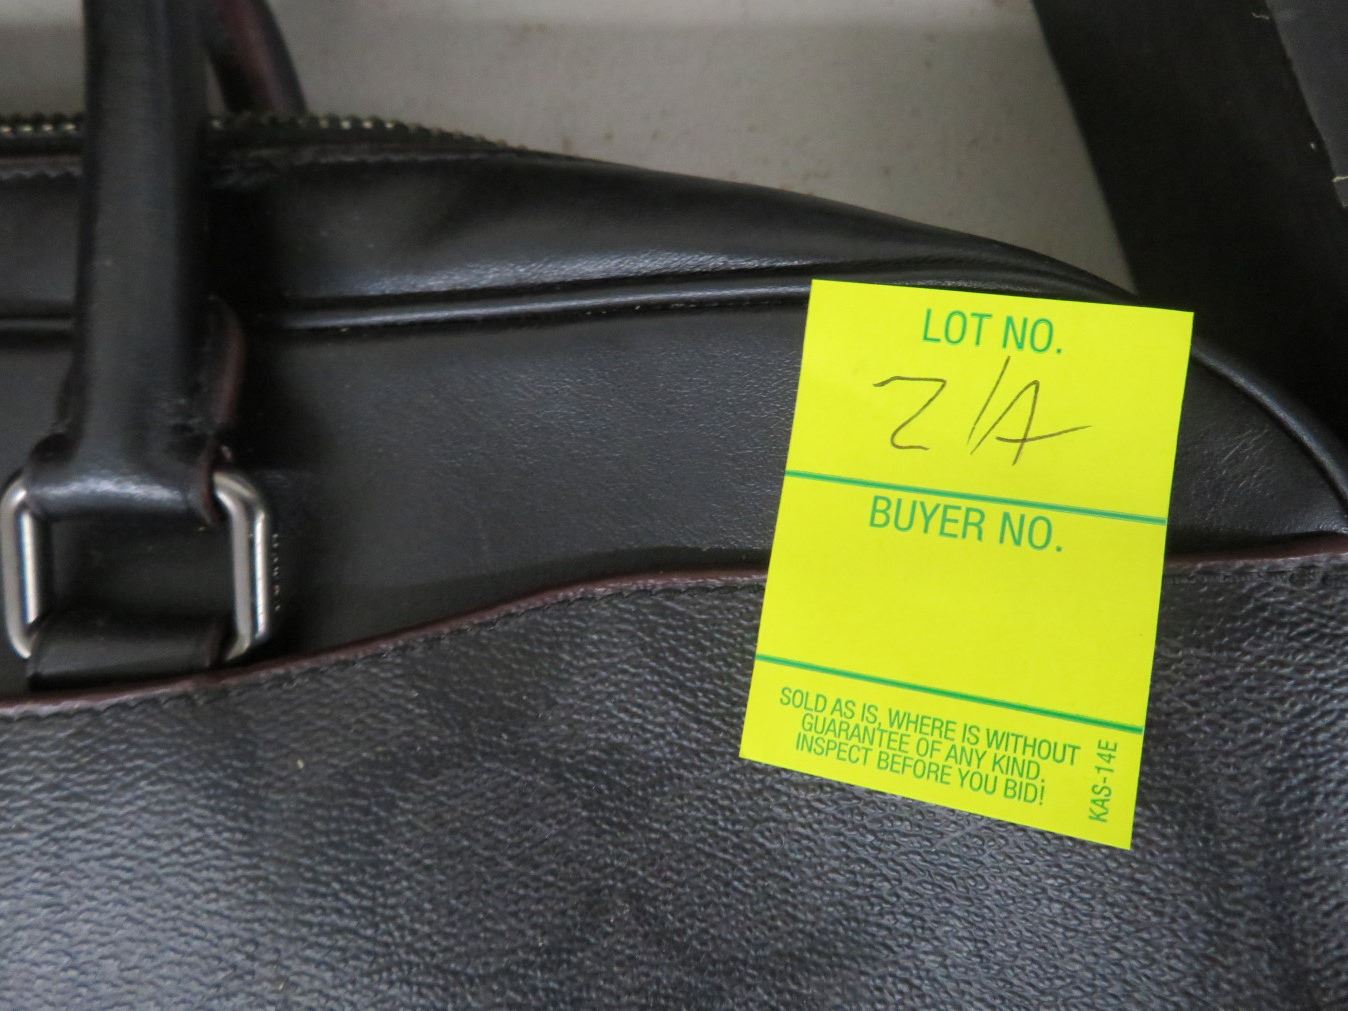 LOT NO.
21A
BUYER NO.
SOLD AS IS, WHERE IS WITHOUT
GUARANTEE OF ANY KIND.
INSPECT BEFORE YOU BID!
KAS-14E